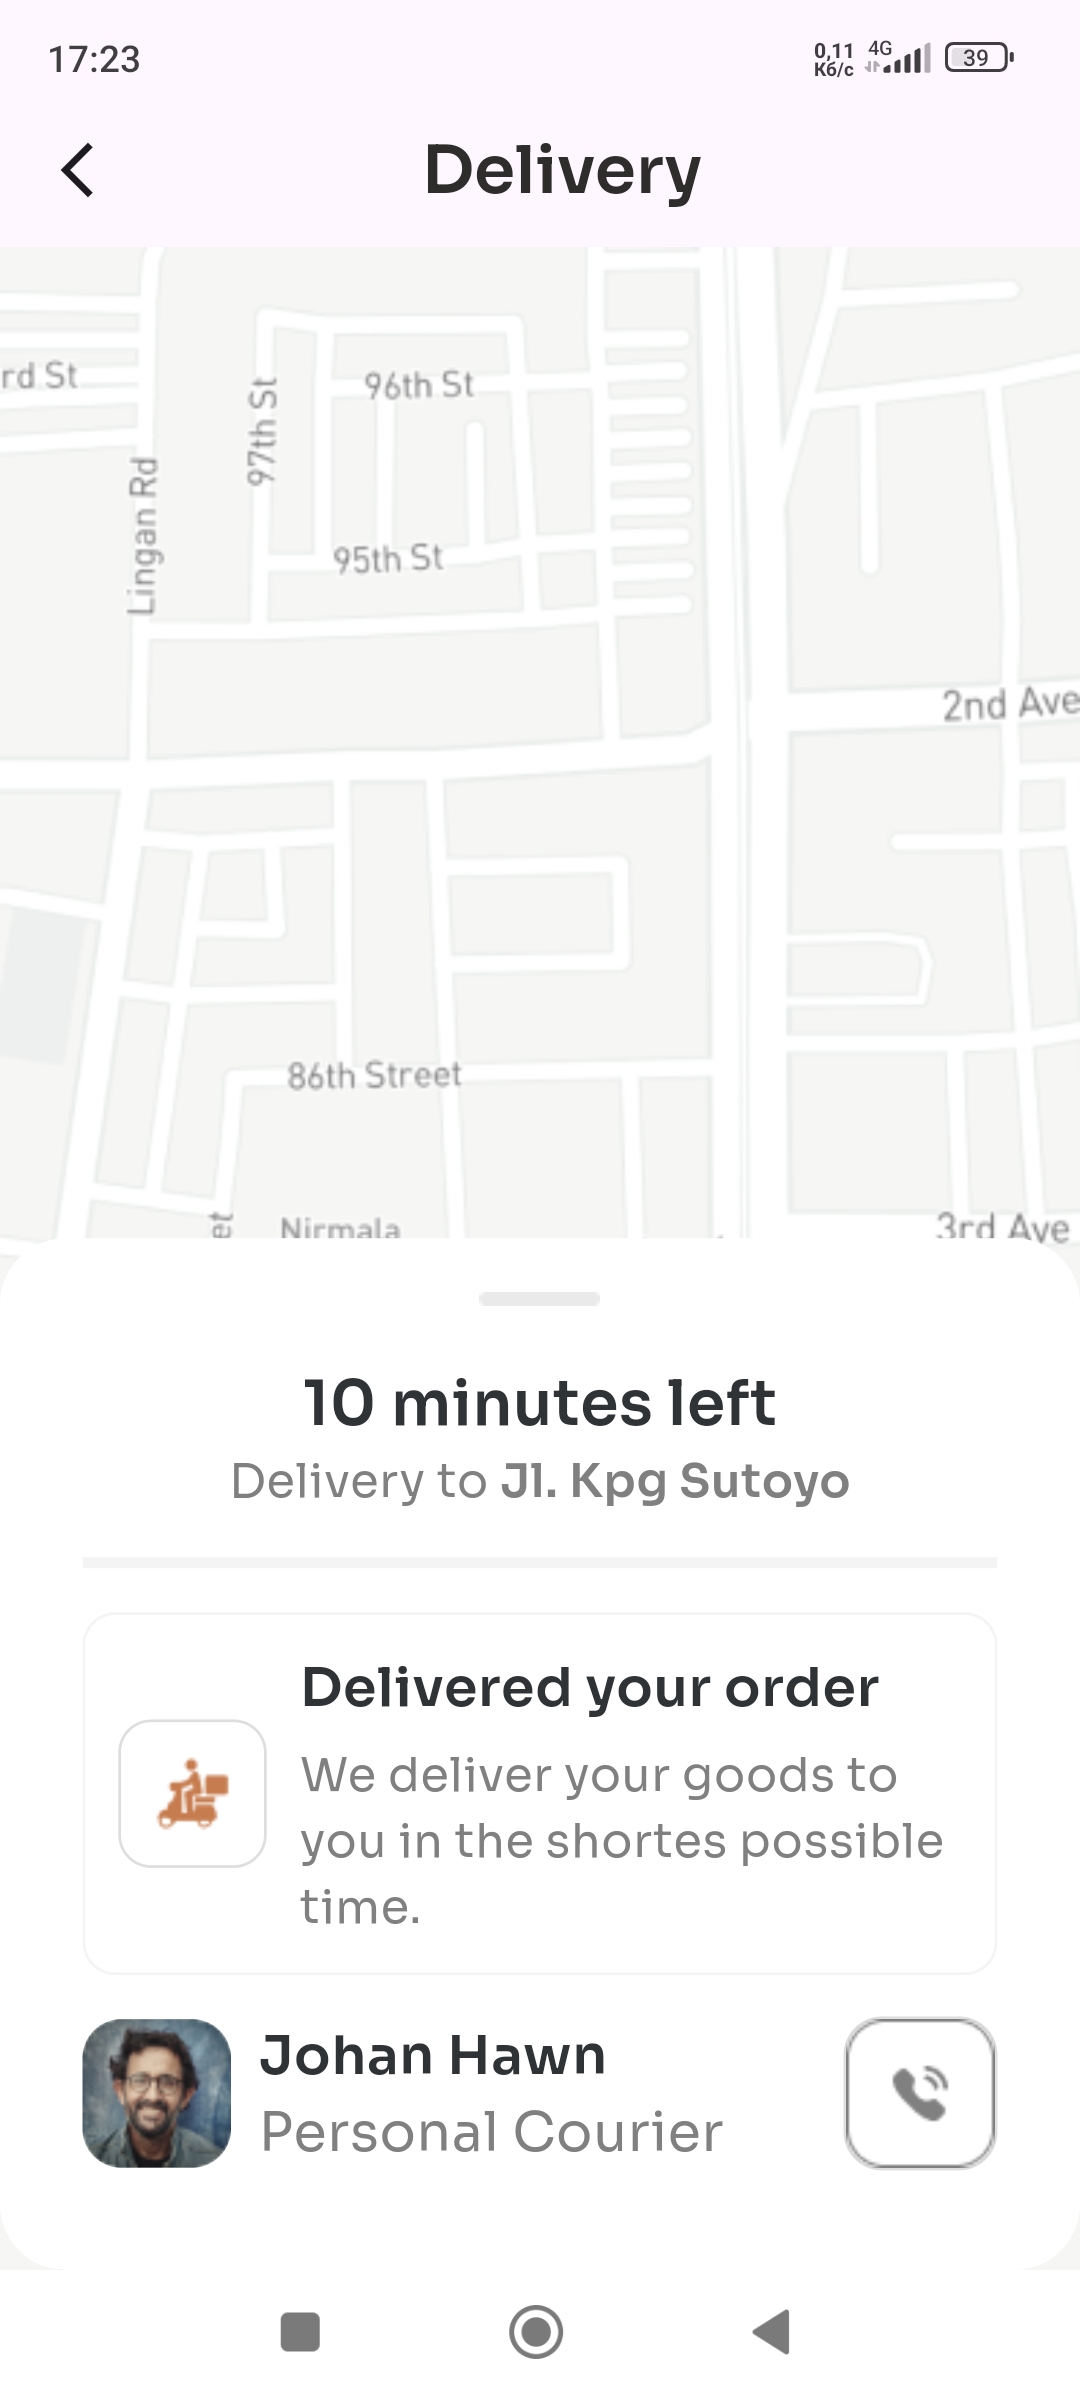 17:23
0,11
К6/c
4G
39
Delivery
rd St
96th St
97th St
Lingan Rd
95th St
2nd Ave
86th Street
et
Nirmala
3rd Ave
10 minutes left
Delivery to Jl. Kpg Sutoyo
Delivered your order
We deliver your goods to
you in the shortes possible
time.
Johan Hawn
Personal Courier